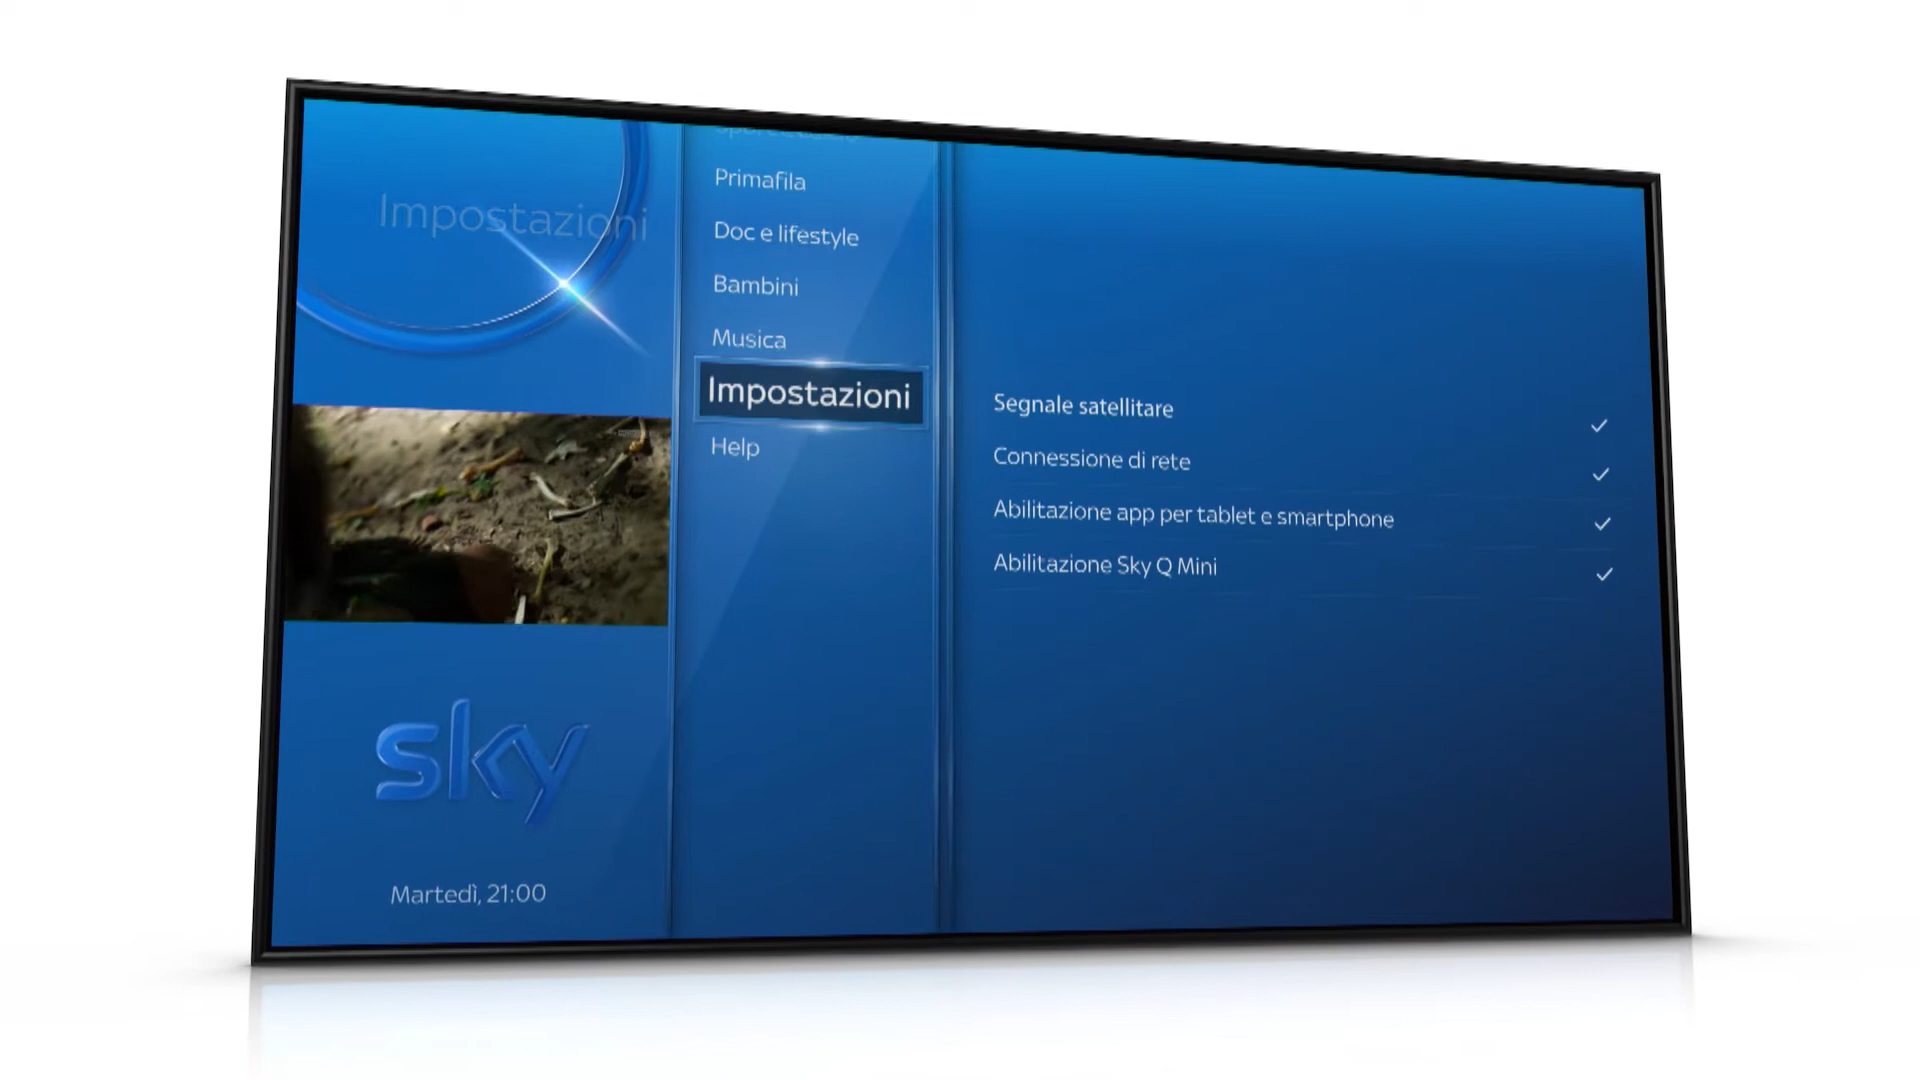 Impostazioni
Primafila
Doc e lifestyle
Bambini
Musica
Impostazioni
Help
Segnale satellitare
Connessione di rete
Abilitazione app per tablet e smartphone
Abilitazione Sky Q Mini
sky
Martedì, 21:00